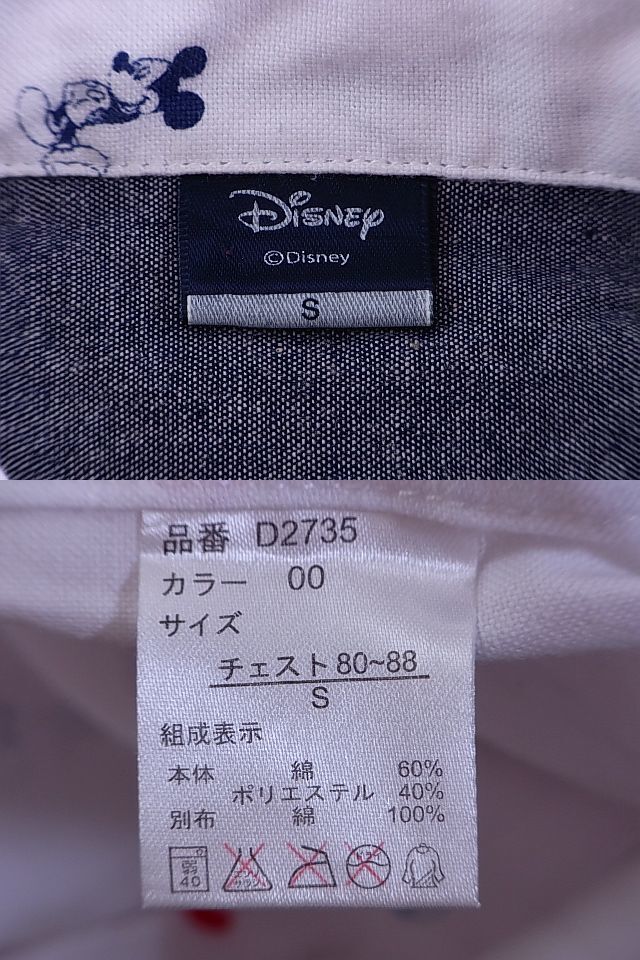 Disney
©Disney
S
品番 D2735
カラー 00
サイズ
チェスト80~88
S
組成表示
本体 綿 60%
ポリエステル 40%
別布 綿 100%
弱
40